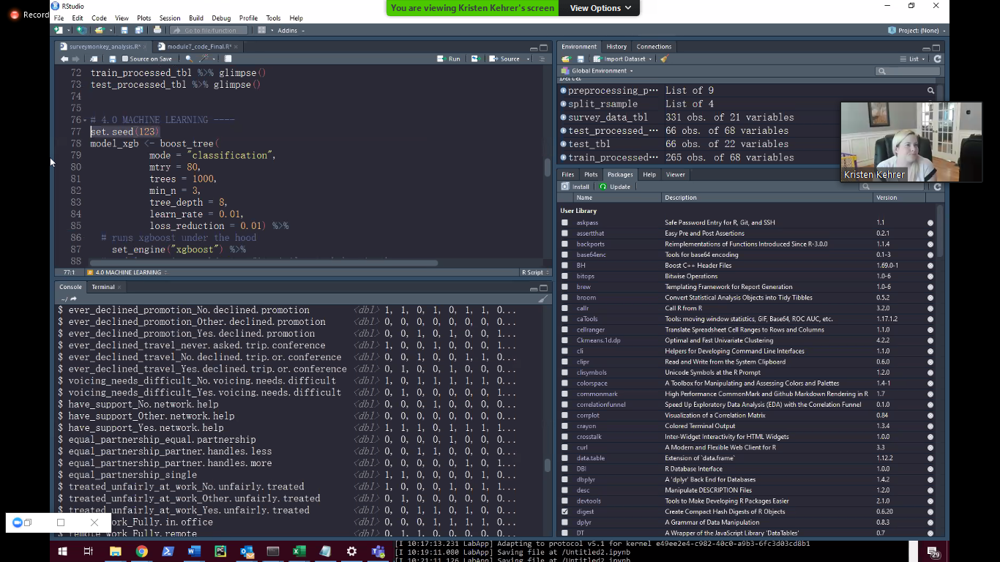 Record
RStudio
You are viewing Kristen Kehrer's screen
View Options
File Edit Code View Plots Session Build Debug Profile Tools Help
Go to file/function
Addins
Project: (None)
surveymonkey_analysis.R*
module7_code_Final.R*
Source on Save
Run
Source
72 train_processed_tbl %>% glimpse()
73 test_processed_tbl %>% glimpse()
74
75
76 # 4.0 MACHINE LEARNING ----
77 set.seed(123)
78 model_xgb <- boost_tree(
79 mode = "classification",
80 mtry = 80,
81 trees = 1000,
82 min_n = 3,
83 tree_depth = 8,
84 learn_rate = 0.01,
85 loss_reduction = 0.01) %>%
86 # runs xgboost under the hood
87 set_engine("xgboost") %>%
88
77:1 4.0 MACHINE LEARNING R Script
Console Terminal
~/
$ ever_declined_promotion_No.declined.promotion <dbl> 1, 1, 0, 1, 0, 1, 1, 0...
$ ever_declined_promotion_Other.declined.promotion <dbl> 0, 0, 0, 0, 0, 0, 0, 0...
$ ever_declined_promotion_Yes.declined.promotion <dbl> 0, 0, 1, 0, 1, 0, 0, 1...
$ ever_declined_travel_never.asked.trip.conference <dbl> 1, 1, 0, 1, 0, 0, 0, 0...
$ ever_declined_travel_No.declined.trip.or.conference <dbl> 0, 0, 1, 0, 0, 1, 1, 0...
$ ever_declined_travel_Yes.declined.trip.or.conference <dbl> 0, 0, 0, 0, 1, 0, 0, 1...
$ voicing_needs_difficult_No.voicing.needs.difficult <dbl> 1, 0, 1, 1, 1, 1, 1, 0...
$ voicing_needs_difficult_Yes.voicing.needs.difficult <dbl> 0, 1, 0, 0, 0, 0, 0, 1...
$ have_support_No.network.help <dbl> 0, 0, 0, 1, 0, 0, 0, 0...
$ have_support_Other.network.help <dbl> 0, 0, 0, 0, 0, 0, 0, 0...
$ have_support_Yes.network.help <dbl> 1, 1, 1, 0, 1, 1, 1, 0...
$ equal_partnership_equal.partnership <dbl> 0, 0, 1, 1, 0, 0, 0, 0...
$ equal_partnership_partner.handles.less <dbl> 0, 0, 0, 0, 1, 0, 0, 0...
$ equal_partnership_partner.handles.more <dbl> 0, 0, 0, 0, 0, 1, 0, 1...
$ equal_partnership_single <dbl> 1, 1, 0, 0, 0, 0, 1, 0...
$ treated_unfairly_at_work_No.unfairly.treated <dbl> 1, 1, 0, 0, 1, 0, 1, 0...
$ treated_unfairly_at_work_Other.unfairly.treated <dbl> 0, 0, 0, 0, 0, 0, 0, 0...
$ treated_unfairly_at_work_Yes.unfairly.treated <dbl> 0, 0, 1, 1, 0, 1, 0, 1...
work_Fully.in.office <dbl> 0, 0, 0, 1, 1, 0, 0, 0...
work_Fully.remote
Environment History Connections
Import Dataset
List
Global Environment
Data
preprocessing_p··· List of 9
split_rsample List of 4
survey_data_tbl 331 obs. of 21 variables
test_processed_··· 66 obs. of 68 variables
test_tbl 66 obs. of 22 variables
train_processed··· 265 obs. of 68 variables
Kristen Kehrer
Files Plots Packages Help Viewer
Install Update
Name Description Version
User Library
askpass Safe Password Entry for R, Git, and SSH 1.1
assertthat Easy Pre and Post Assertions 0.2.1
backports Reimplementations of Functions Introduced Since R-3.0.0 1.1.4
base64enc Tools for base64 encoding 0.1-3
BH Boost C++ Header Files 1.69.0-1
bitops Bitwise Operations 1.0-6
brew Templating Framework for Report Generation 1.0-6
broom Convert Statistical Analysis Objects into Tidy Tibbles 0.5.2
callr Call R from R 3.2.0
caTools Tools: moving window statistics, GIF, Base64, ROC AUC, etc. 1.17.1.2
cellranger Translate Spreadsheet Cell Ranges to Rows and Columns 1.1.0
Ckmeans.1d.dp Optimal and Fast Univariate Clustering 4.2.2
cli Helpers for Developing Command Line Interfaces 1.1.0
clipr Read and Write from the System Clipboard 0.6.0
clisymbols Unicode Symbols at the R Prompt 1.2.0
colorspace A Toolbox for Manipulating and Assessing Colors and Palettes 1.4-1
commonmark High Performance CommonMark and Github Markdown Rendering in R 1.7
correlationfunnel Speed Up Exploratory Data Analysis (EDA) with the Correlation Funnel 0.1.0
corrplot Visualization of a Correlation Matrix 0.84
crayon Colored Terminal Output 1.3.4
crosstalk Inter-Widget Interactivity for HTML Widgets 1.0.0
curl A Modern and Flexible Web Client for R 3.3
data.table Extension of `data.frame` 1.12.2
DBI R Database Interface 1.0.0
dbplyr A 'dplyr' Back End for Databases 1.4.2
desc Manipulate DESCRIPTION Files 1.2.0
devtools Tools to Make Developing R Packages Easier 2.1.0
digest Create Compact Hash Digests of R Objects 0.6.20
dplyr A Grammar of Data Manipulation 0.8.3
DT A Wrapper of the JavaScript Library 'DataTables' 0.7
[I 10:17:13.231 LabApp] Adapting to protocol v5.1 for kernel e49ee2e4-c982-40c0-a9b3-6fc3d03cd8b1
[I 10:19:11.080 LabApp] Saving file at /Untitled2.ipynb
[I 10:21:11.126 LabApp] Saving file at /Untitled2.ipynb
29